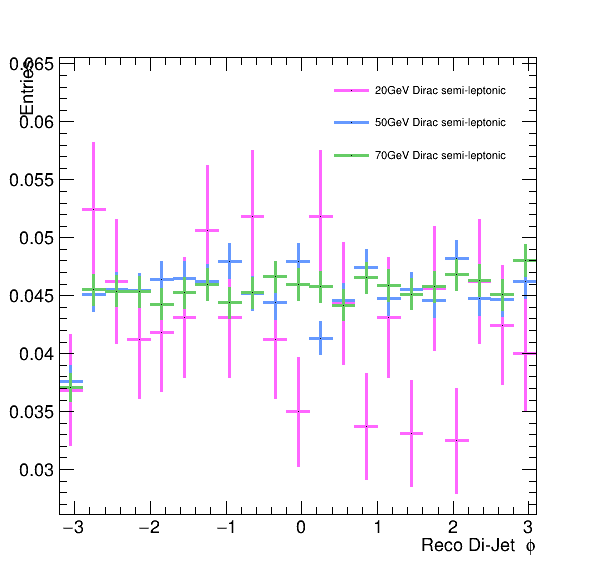 0.065
Entries
20GeV Dirac semi-leptonic
0.06
50GeV Dirac semi-leptonic
70GeV Dirac semi-leptonic
0.055
0.05
0.045
0.04
0.035
0.03
−3 −2 −1 0 1 2 3
Reco Di-Jet ϕ